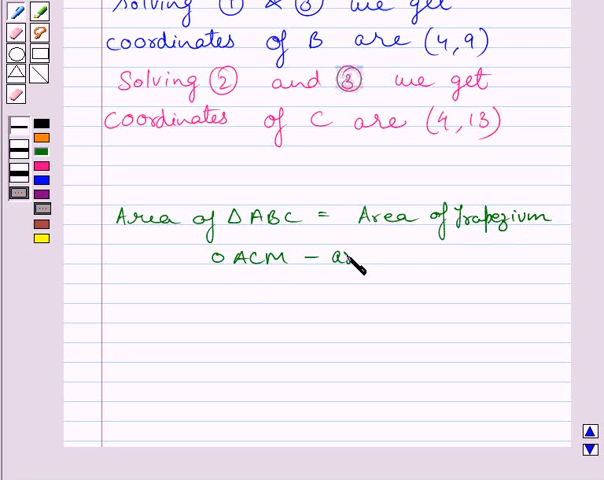 Solving ① & ③ we get
coordinates of B are (4,9)
Solving ② and ③ we get
Coordinates of C are (4,13)
Area of △ ABC = Area of Trapezium
OACM - ar